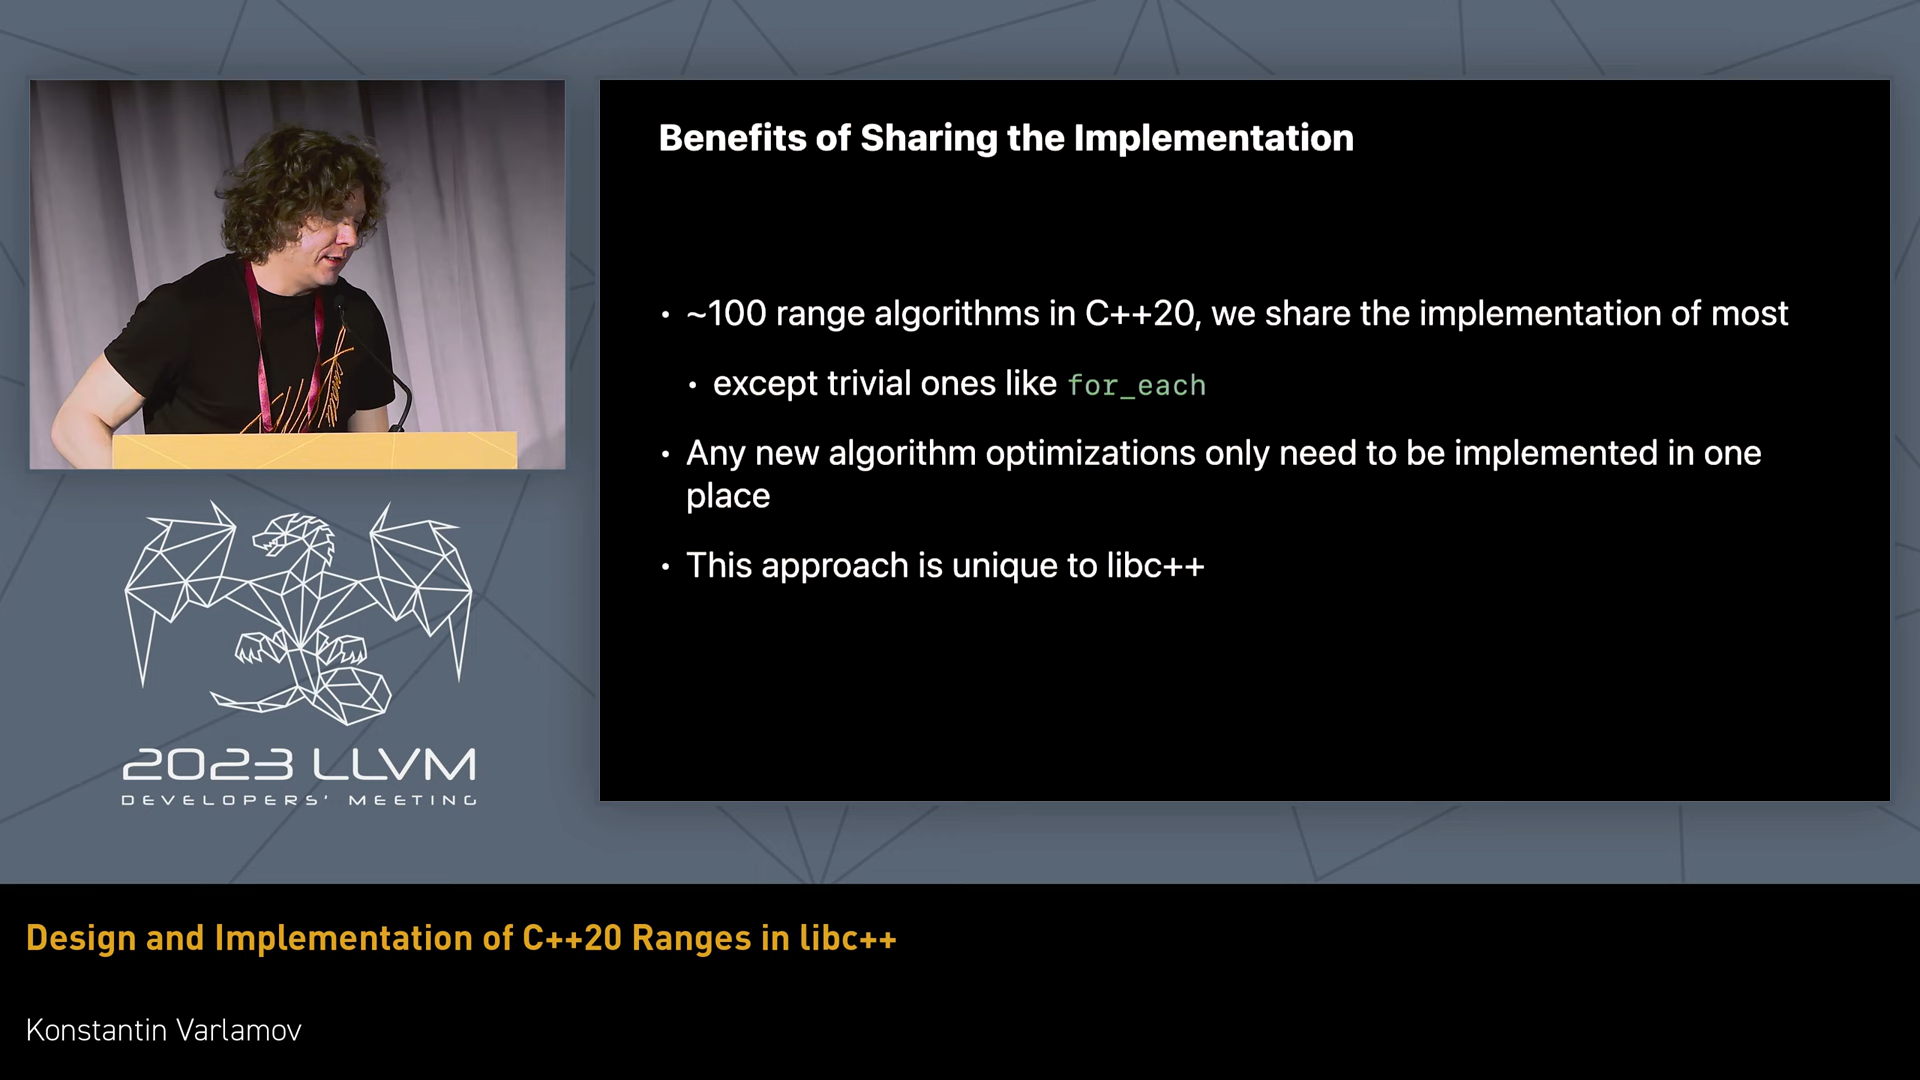 Benefits of Sharing the Implementation
• ~100 range algorithms in C++20, we share the implementation of most
• except trivial ones like for_each
• Any new algorithm optimizations only need to be implemented in one
place
• This approach is unique to libc++
2023 LLVM
DEVELOPERS' MEETING
Design and Implementation of C++20 Ranges in libc++
Konstantin Varlamov